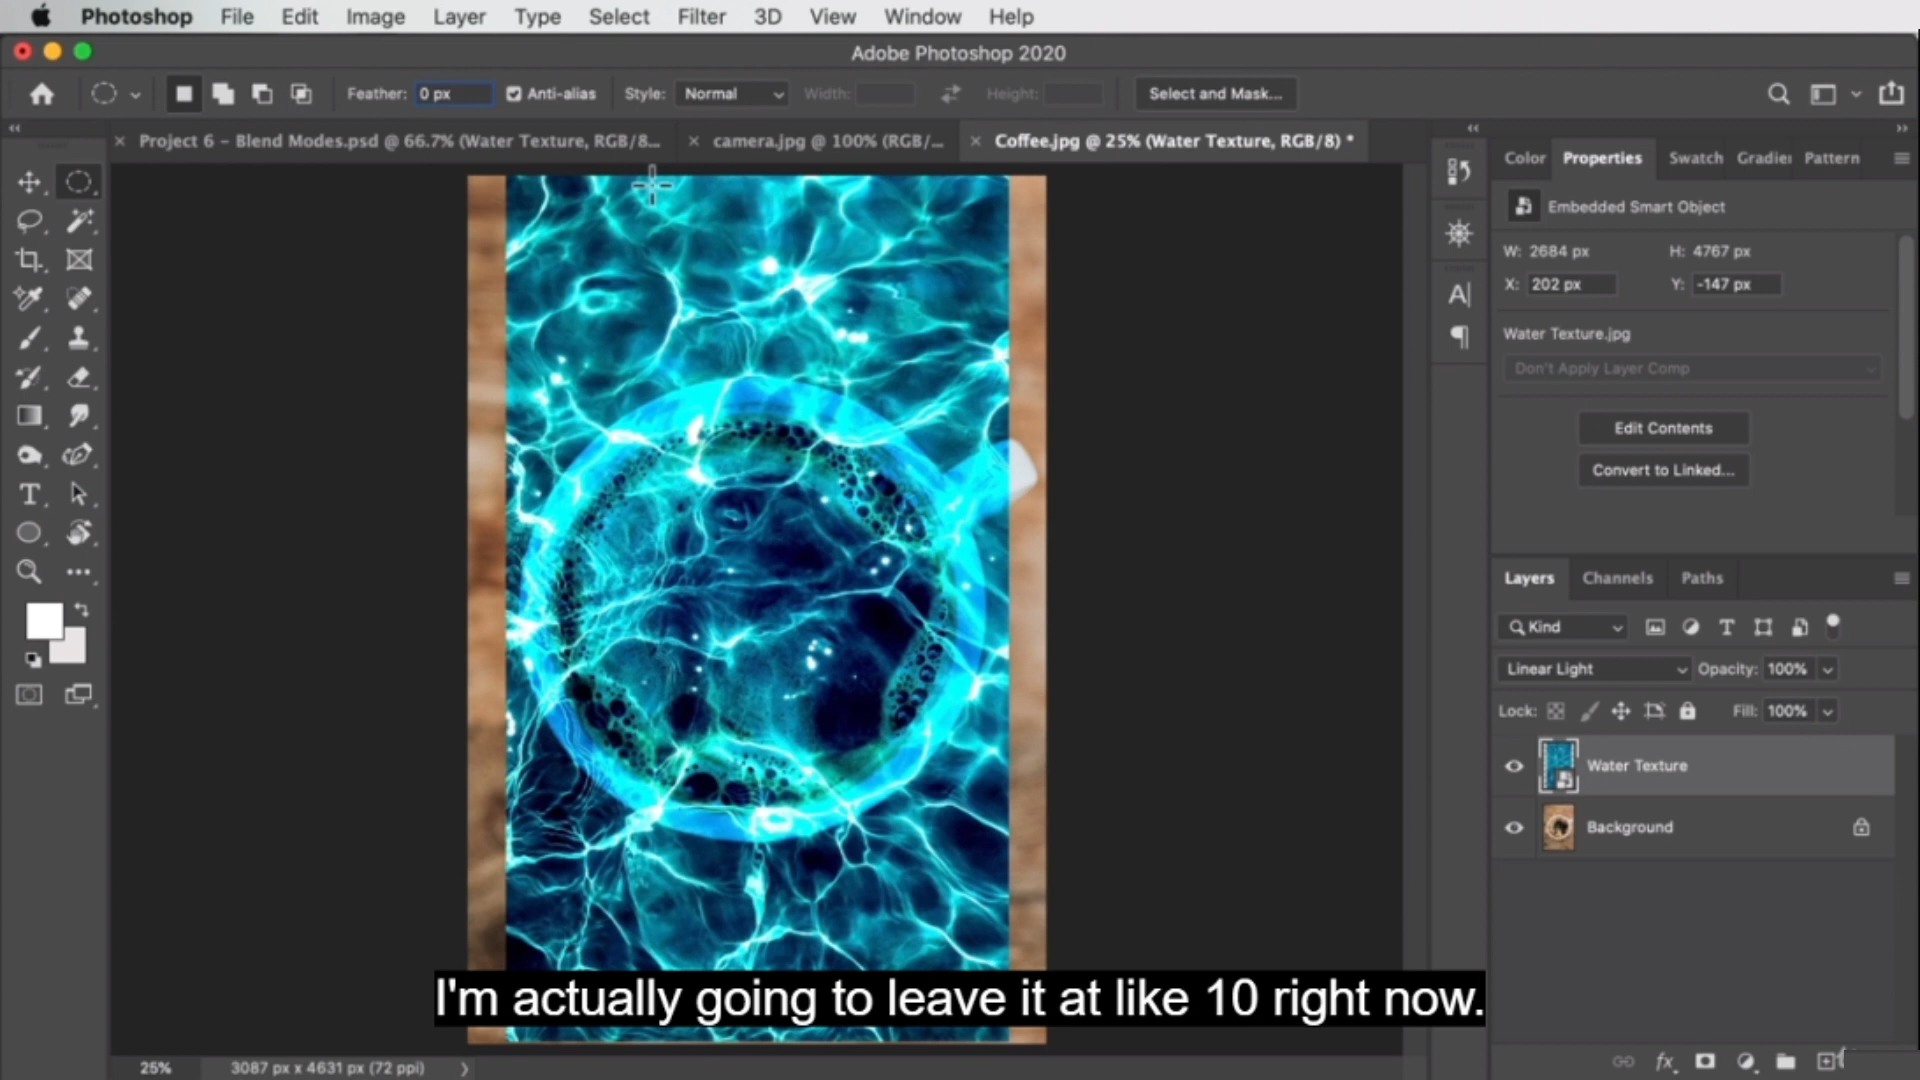 Photoshop File Edit Image Layer Type Select Filter 3D View Window Help
Adobe Photoshop 2020
Feather: 0 px Anti-alias Style: Normal Width: Height: Select and Mask...
Project 6 – Blend Modes.psd @ 66.7% (Water Texture, RGB/8... camera.jpg @ 100% (RGB/... Coffee.jpg @ 25% (Water Texture, RGB/8) *
Color Properties Swatch Gradie Pattern
Embedded Smart Object
W: 2684 px H: 4767 px
X: 202 px Y: -147 px
Water Texture.jpg
Don't Apply Layer Comp
Edit Contents
Convert to Linked...
Layers Channels Paths
Kind
Linear Light Opacity: 100%
Lock: Fill: 100%
Water Texture
Background
I'm actually going to leave it at like 10 right now.
25% 3087 px x 4631 px (72 ppi)